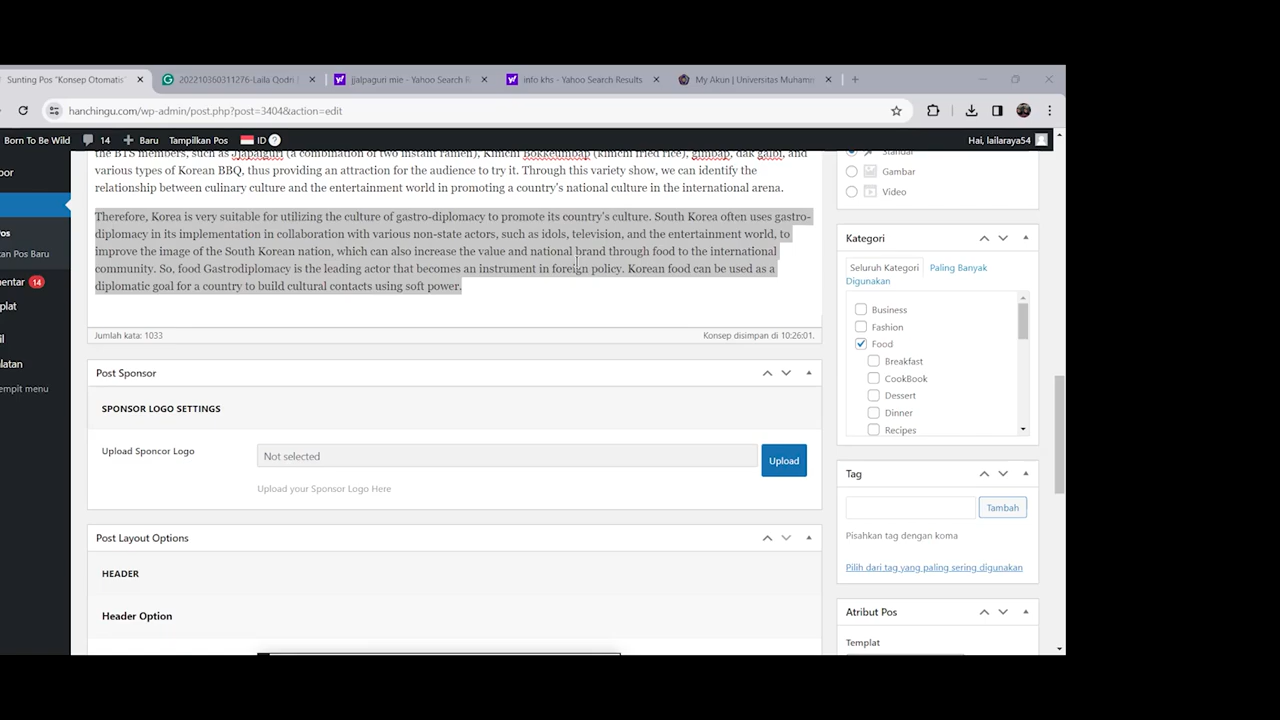 Sunting Pos "Konsep Otomatis"
202210360311276-Laila Qodri
jjalpaguri mie - Yahoo Search R
info khs - Yahoo Search Results
My Akun | Universitas Muhamm
hanchingu.com/wp-admin/post.php?post=3404&action=edit
Born To Be Wild
14
Baru
Tampilkan Pos
ID
Hai, lailaraya54
the BTS members, such as Jjapaguri (a combination of two instant ramen), Kimchi Bokkeumbap (kimchi fried rice), gimbap, dak galbi, and
various types of Korean BBQ, thus providing an attraction for the audience to try it. Through this variety show, we can identify the
relationship between culinary culture and the entertainment world in promoting a country's national culture in the international arena.
Therefore, Korea is very suitable for utilizing the culture of gastro-diplomacy to promote its country's culture. South Korea often uses gastro-
diplomacy in its implementation in collaboration with various non-state actors, such as idols, television, and the entertainment world, to
improve the image of the South Korean nation, which can also increase the value and national brand through food to the international
community. So, food Gastrodiplomacy is the leading actor that becomes an instrument in foreign policy. Korean food can be used as a
diplomatic goal for a country to build cultural contacts using soft power.
Jumlah kata: 1033
Konsep disimpan di 10:26:01.
Post Sponsor
SPONSOR LOGO SETTINGS
Upload Sponcor Logo
Not selected
Upload
Upload your Sponsor Logo Here
Post Layout Options
HEADER
Header Option
por
Pos
kan Pos Baru
entar 14
plat
il
alatan
empit menu
Standar
Gambar
Video
Kategori
Seluruh Kategori
Paling Banyak
Digunakan
Business
Fashion
Food
Breakfast
CookBook
Dessert
Dinner
Recipes
Tag
Tambah
Pisahkan tag dengan koma
Pilih dari tag yang paling sering digunakan
Atribut Pos
Templat